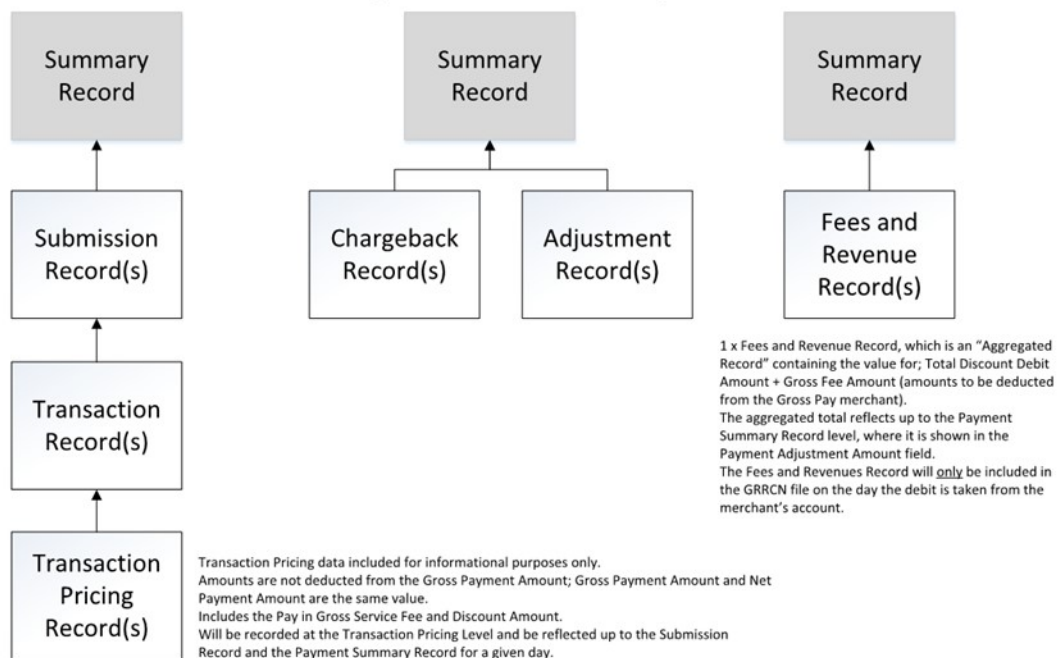 Summary
Record
Summary
Record
Summary
Record
Submission
Record(s)
Chargeback
Record(s)
Adjustment
Record(s)
Fees and
Revenue
Record(s)
1 x Fees and Revenue Record, which is an “Aggregated
Record” containing the value for; Total Discount Debit
Amount + Gross Fee Amount (amounts to be deducted
from the Gross Pay merchant).
The aggregated total reflects up to the Payment
Summary Record level, where it is shown in the
Payment Adjustment Amount field.
The Fees and Revenues Record will only be included in
the GRRCN file on the day the debit is taken from the
merchant’s account.
Transaction
Record(s)
Transaction
Pricing
Record(s)
Transaction Pricing data included for informational purposes only.
Amounts are not deducted from the Gross Payment Amount; Gross Payment Amount and Net
Payment Amount are the same value.
Includes the Pay in Gross Service Fee and Discount Amount.
Will be recorded at the Transaction Pricing Level and be reflected up to the Submission
Record and the Payment Summary Record for a given day.